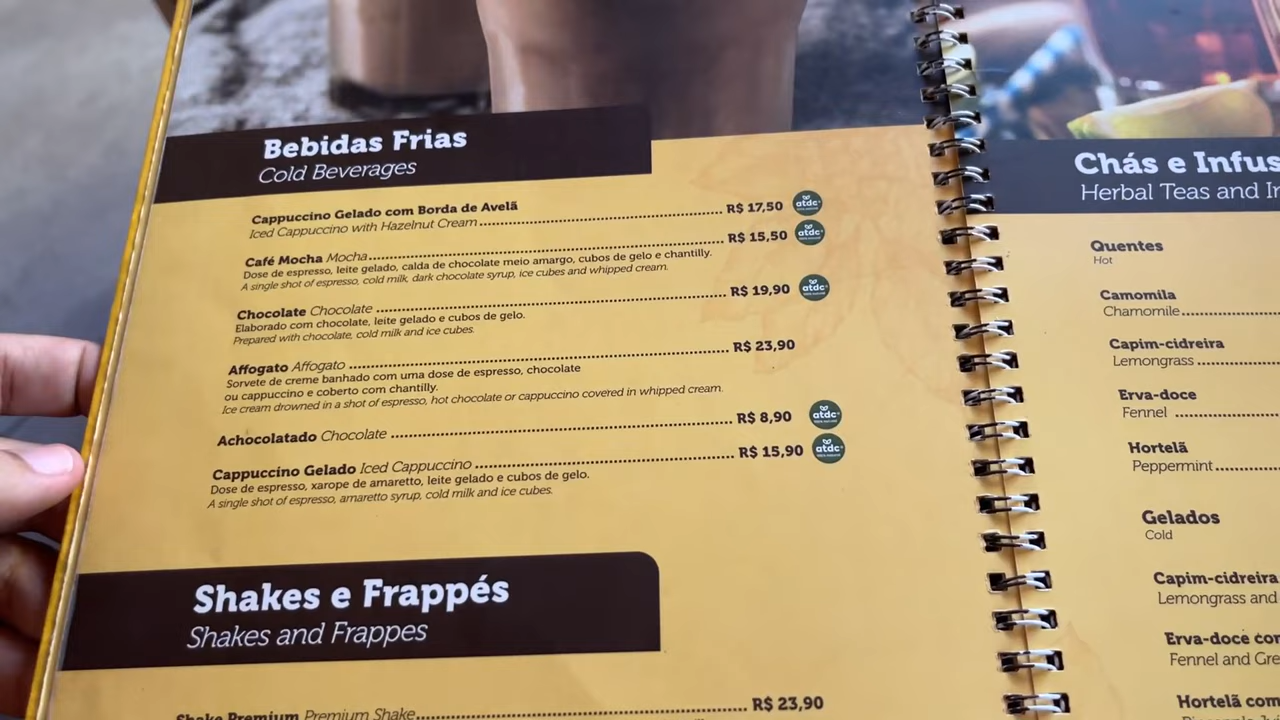 Bebidas Frias
Cold Beverages
Cappuccino Gelado com Borda de Avelã
Iced Cappuccino with Hazelnut Cream........ R$ 17,50 atdc
Café Mocha Mocha........ R$ 15,50 atdc
Dose de espresso, leite gelado, calda de chocolate meio amargo, cubos de gelo e chantilly.
A single shot of espresso, cold milk, dark chocolate syrup, ice cubes and whipped cream.
Chocolate Chocolate ........ R$ 19,90 atdc
Elaborado com chocolate, leite gelado e cubos de gelo.
Prepared with chocolate, cold milk and ice cubes.
Affogato Affogato ........ R$ 23,90
Sorvete de creme banhado com uma dose de espresso, chocolate
ou cappuccino e coberto com chantilly.
Ice cream drowned in a shot of espresso, hot chocolate or cappuccino covered in whipped cream.
Achocolatado Chocolate ........ R$ 8,90 atdc
Cappuccino Gelado Iced Cappuccino ........ R$ 15,90 atdc
Dose de espresso, xarope de amaretto, leite gelado e cubos de gelo.
A single shot of espresso, amaretto syrup, cold milk and ice cubes.
Shakes e Frappés
Shakes and Frappes
Shake Premium Premium Shake........ R$ 23,90
Chás e Infus
Herbal Teas and In
Quentes
Hot
Camomila
Chamomile........
Capim-cidreira
Lemongrass........
Erva-doce
Fennel ........
Hortelã
Peppermint........
Gelados
Cold
Capim-cidreira
Lemongrass and
Erva-doce com
Fennel and Gre
Hortelã com